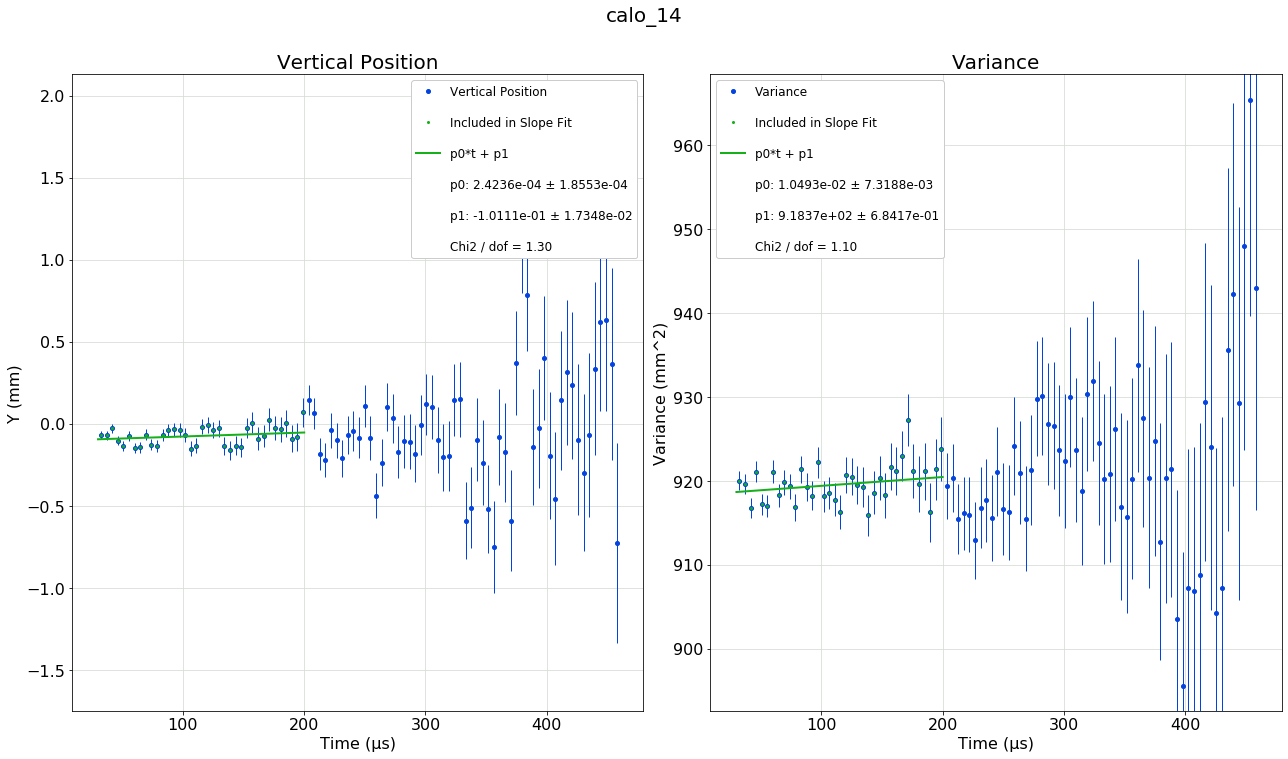 calo_14
Vertical Position
Y (mm)
2.0
1.5
1.0
0.5
0.0
−0.5
−1.0
−1.5
Vertical Position
Included in Slope Fit
p0*t + p1
p0: 2.4236e-04 ± 1.8553e-04
p1: -1.0111e-01 ± 1.7348e-02
Chi2 / dof = 1.30
100 200 300 400
Time (μs)
Variance
Variance (mm^2)
960
950
940
930
920
910
900
Variance
Included in Slope Fit
p0*t + p1
p0: 1.0493e-02 ± 7.3188e-03
p1: 9.1837e+02 ± 6.8417e-01
Chi2 / dof = 1.10
100 200 300 400
Time (μs)